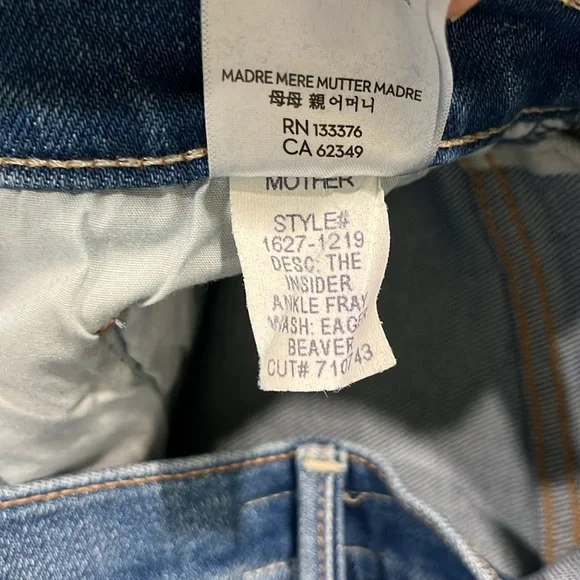 MADRE MERE MUTTER MADRE
母母 親 어머니
RN 133376
CA 62349
MOTHER
STYLE#
1627-1219
DESC: THE
INSIDER
ANKLE FRAY
WASH: EAGER
BEAVER
CUT# 710743